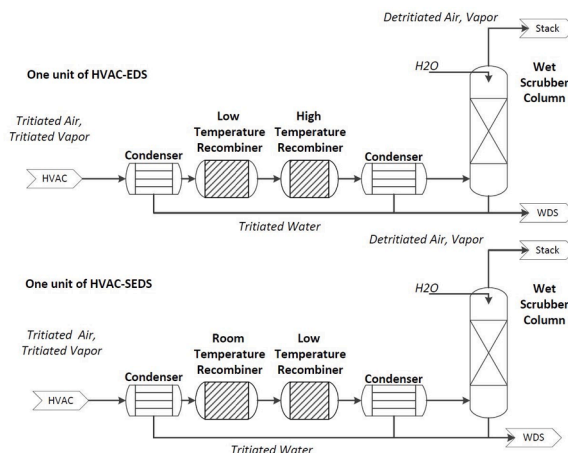 Detritiated Air, Vapor
Stack
One unit of HVAC-EDS
H2O
Wet
Scrubber
Column
Tritiated Air,
Tritiated Vapor
Low
Temperature
Recombiner
High
Temperature
Recombiner
Condenser
Condenser
HVAC
WDS
Tritiated Water
Detritiated Air, Vapor
Stack
One unit of HVAC-SEDS
H2O
Wet
Scrubber
Column
Tritiated Air,
Tritiated Vapor
Room
Temperature
Recombiner
Low
Temperature
Recombiner
Condenser
Condenser
HVAC
WDS
Tritiated Water